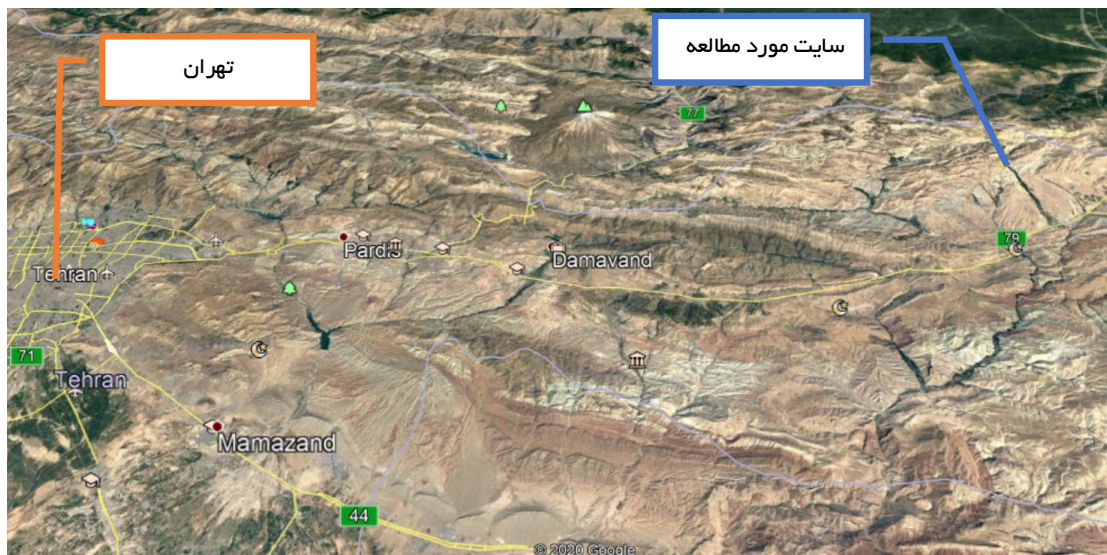 تهران
سایت مورد مطالعه
77
Pardis
79
Damavand
Tehran
71
Tehran
Mamazand
44
© 2020 Google